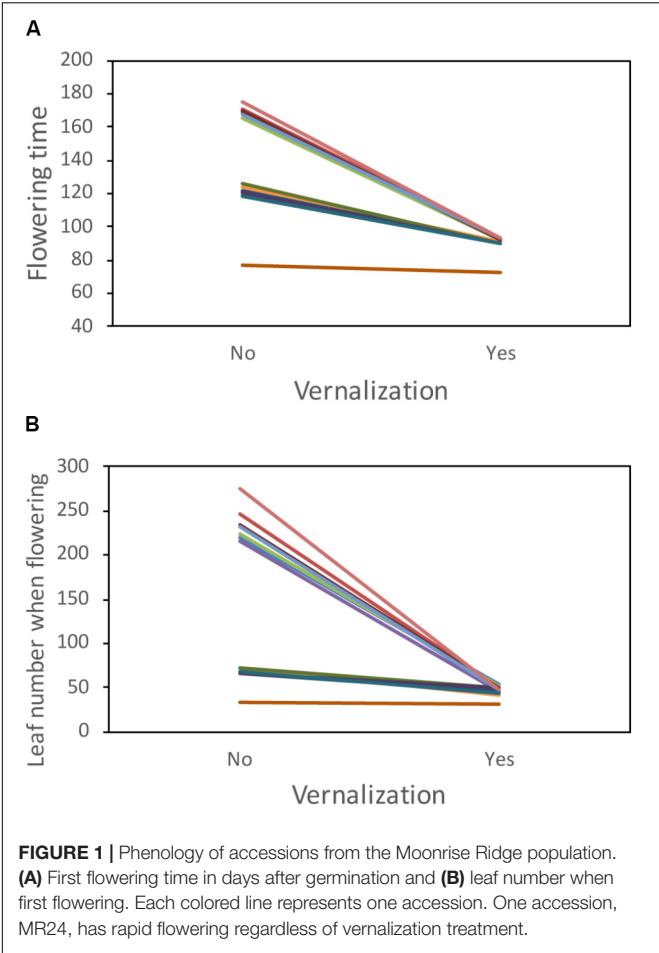 A
200
180
160
140
120
100
80
60
40
Flowering time
No
Yes
Vernalization
B
300
250
200
150
100
50
0
Leaf number when flowering
No
Yes
Vernalization
FIGURE 1 | Phenology of accessions from the Moonrise Ridge population.
(A) First flowering time in days after germination and (B) leaf number when
first flowering. Each colored line represents one accession. One accession,
MR24, has rapid flowering regardless of vernalization treatment.